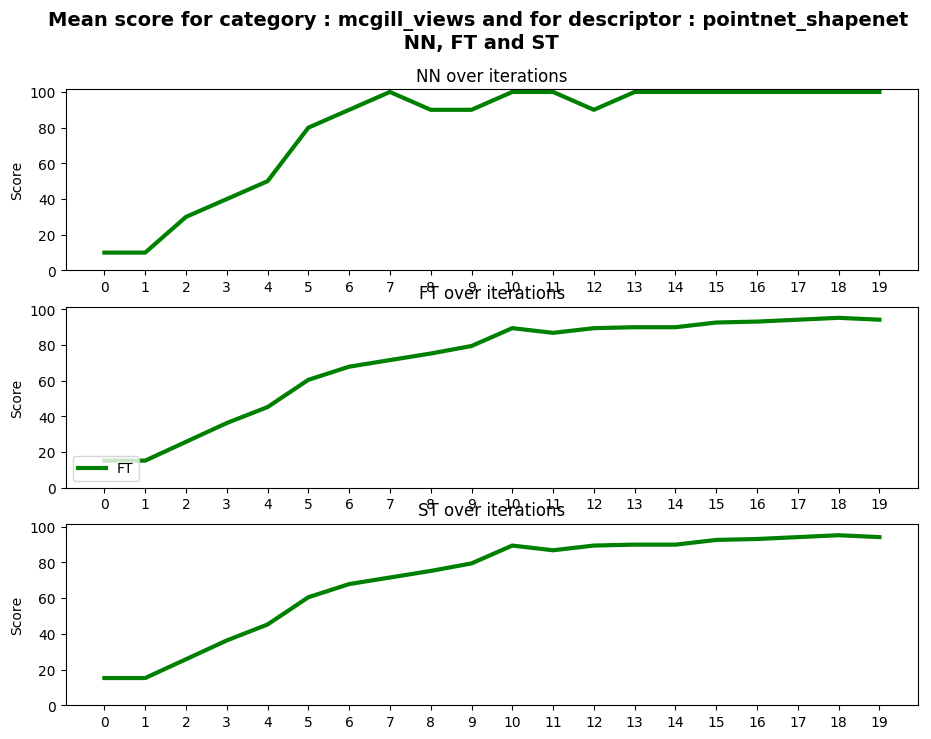 Mean score for category : mcgill_views and for descriptor : pointnet_shapenet
NN, FT and ST
NN over iterations
100
80
60
40
20
0
Score
0 1 2 3 4 5 6 7 8 9 10 11 12 13 14 15 16 17 18 19
FT over iterations
100
80
60
40
20
0
Score
FT
0 1 2 3 4 5 6 7 8 9 10 11 12 13 14 15 16 17 18 19
ST over iterations
100
80
60
40
20
0
Score
0 1 2 3 4 5 6 7 8 9 10 11 12 13 14 15 16 17 18 19